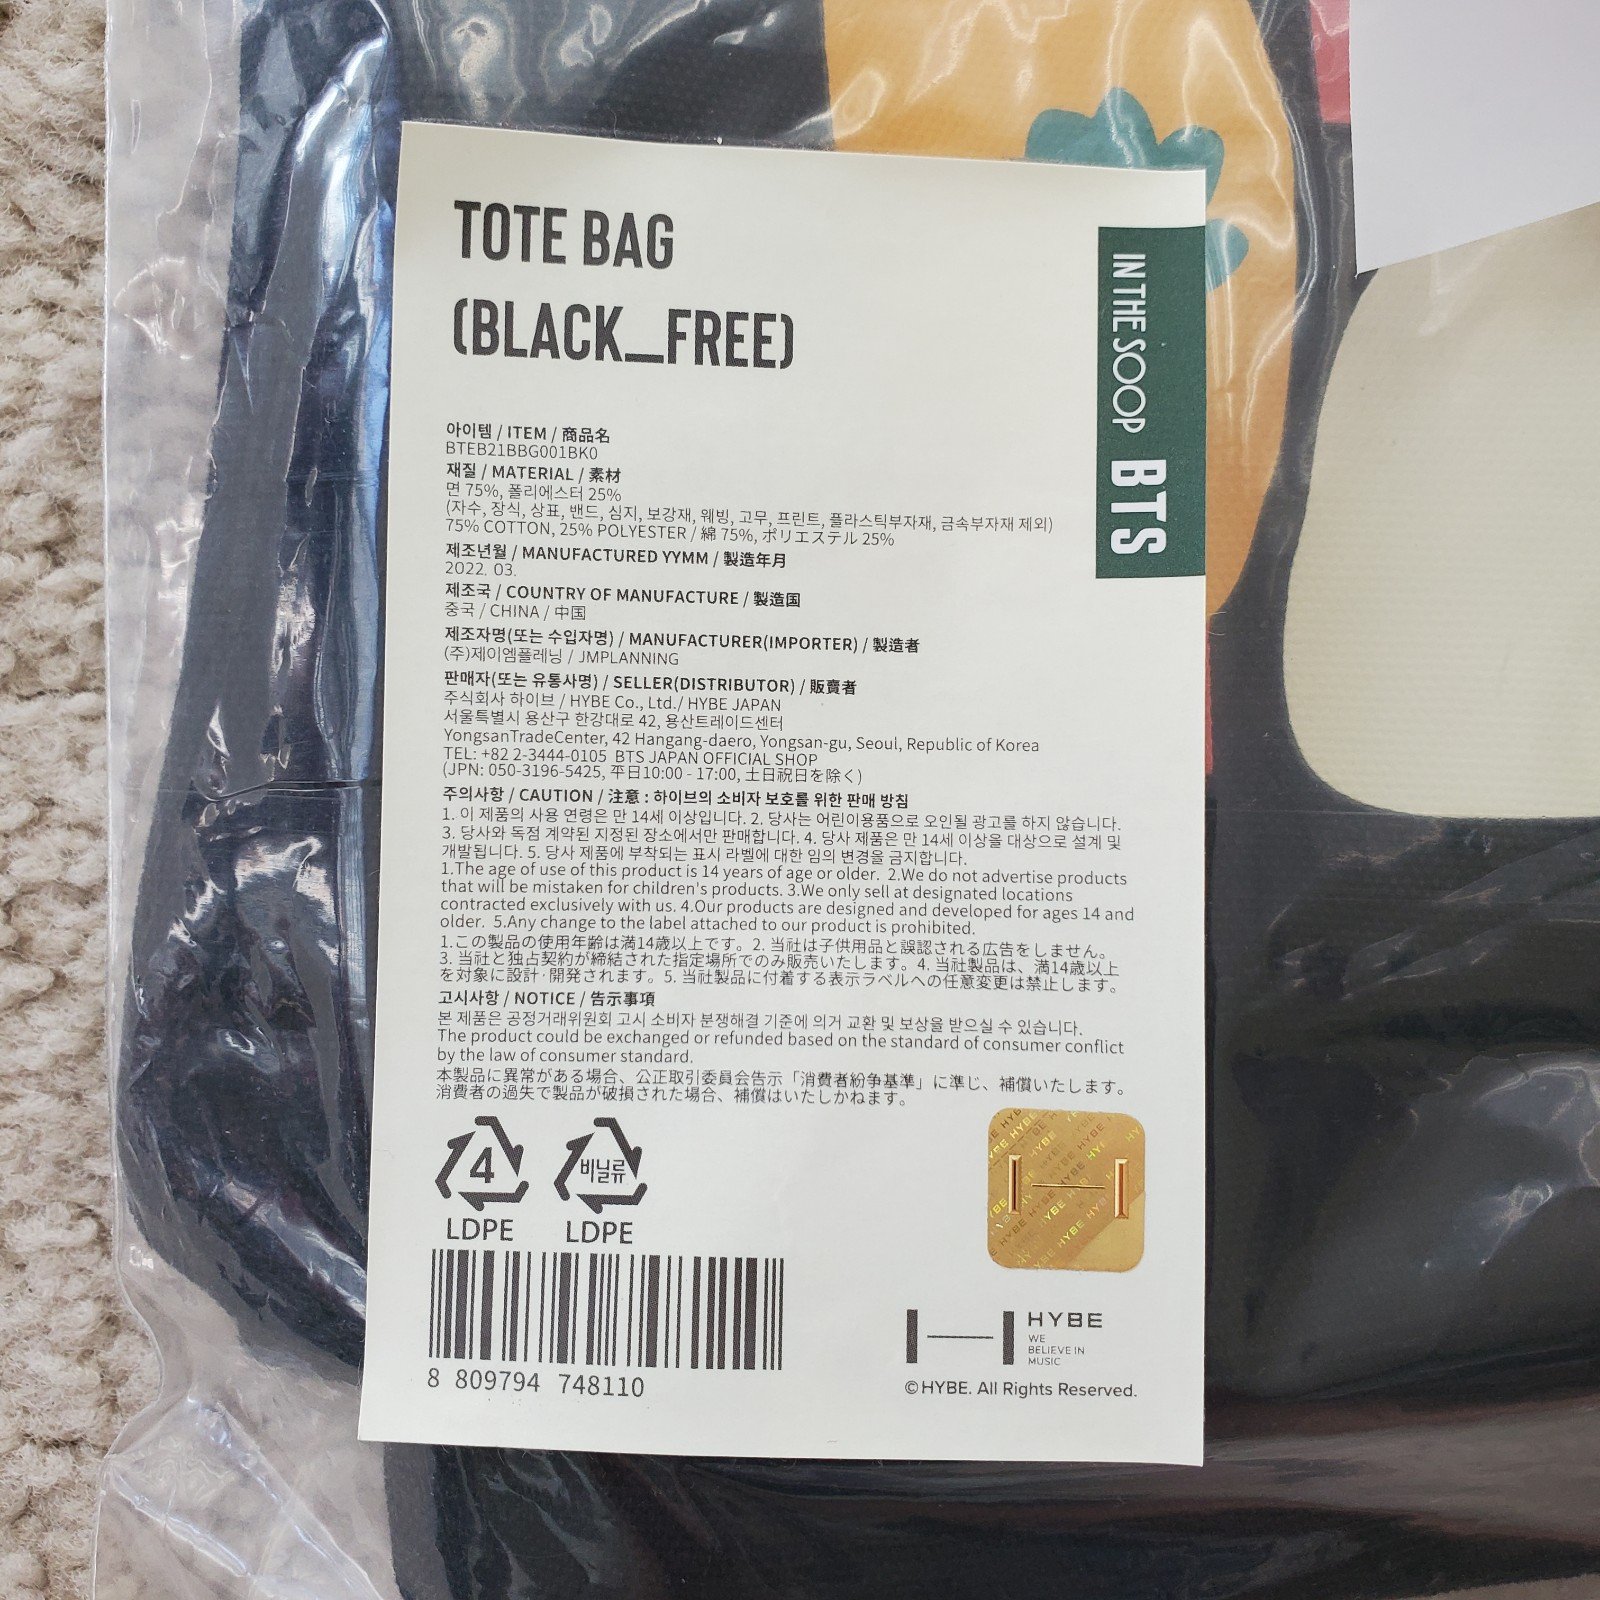 TOTE BAG
(BLACK_FREE)
IN THE SOOP BTS
아이템 / ITEM / 商品名
BTEB21BBG001BK0
재질 / MATERIAL / 素材
면 75%, 폴리에스터 25%
(자수, 장식, 상표, 밴드, 심지, 보강재, 웨빙, 고무, 프린트, 플라스틱부자재, 금속부자재 제외)
75% COTTON, 25% POLYESTER / 綿 75%, ポリエステル 25%
제조년월 / MANUFACTURED YYMM / 製造年月
2022. 03.
제조국 / COUNTRY OF MANUFACTURE / 製造国
중국 / CHINA / 中国
제조자명(또는 수입자명) / MANUFACTURER(IMPORTER) / 製造者
(주)제이엠플레닝 / JMPLANNING
판매자(또는 유통사명) / SELLER(DISTRIBUTOR) / 販賣者
주식회사 하이브 / HYBE Co., Ltd./ HYBE JAPAN
서울특별시 용산구 한강대로 42, 용산트레이드센터
YongsanTradeCenter, 42 Hangang-daero, Yongsan-gu, Seoul, Republic of Korea
TEL: +82 2-3444-0105 BTS JAPAN OFFICIAL SHOP
(JPN: 050-3196-5425, 平日10:00 - 17:00, 土日祝日を除く)
주의사항 / CAUTION / 注意 : 하이브의 소비자 보호를 위한 판매 방침
1. 이 제품의 사용 연령은 만 14세 이상입니다. 2. 당사는 어린이용품으로 오인될 광고를 하지 않습니다.
3. 당사와 독점 계약된 지정된 장소에서만 판매합니다. 4. 당사 제품은 만 14세 이상을 대상으로 설계 및
개발됩니다. 5. 당사 제품에 부착되는 표시 라벨에 대한 임의 변경을 금지합니다.
1.The age of use of this product is 14 years of age or older. 2.We do not advertise products
that will be mistaken for children's products. 3.We only sell at designated locations
contracted exclusively with us. 4.Our products are designed and developed for ages 14 and
older. 5.Any change to the label attached to our product is prohibited.
1.この製品の使用年齢は満14歳以上です。2. 当社は子供用品と誤認される広告をしません。
3. 当社と独占契約が締結された指定場所でのみ販売いたします。4. 当社製品は、満14歳以上
を対象に設計·開発されます。5. 当社製品に付着する表示ラベルへの任意変更は禁止します。
고시사항 / NOTICE / 告示事項
본 제품은 공정거래위원회 고시 소비자 분쟁해결 기준에 의거 교환 및 보상을 받으실 수 있습니다.
The product could be exchanged or refunded based on the standard of consumer conflict
by the law of consumer standard.
本製品に異常がある場合、公正取引委員会告示「消費者紛争基準」に準じ、補償いたします。
消費者の過失で製品が破損された場合、補償はいたしかねます。
4 비닐류
LDPE LDPE
8 809794 748110
HYBE
WE
BELIEVE IN
MUSIC
©HYBE. All Rights Reserved.